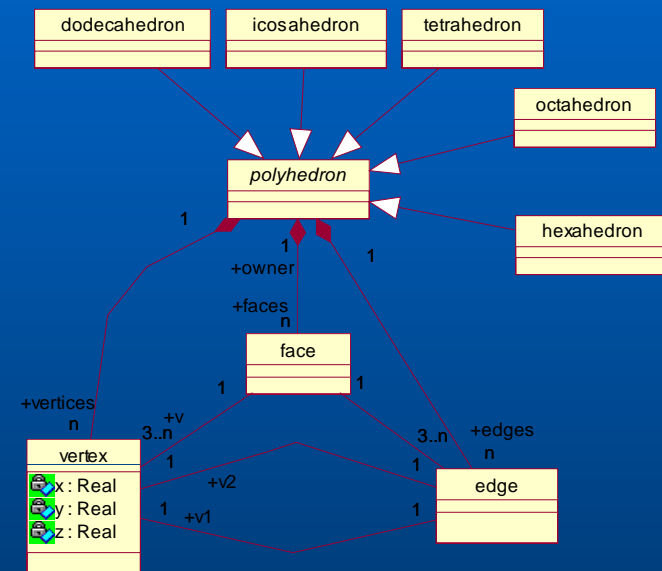 dodecahedron
icosahedron
tetrahedron
octahedron
polyhedron
hexahedron
1
1
1
+owner
+faces
n
face
1
1
+vertices
n
+v
3..n
3..n
+edges
n
vertex
1
1
edge
+v2
x : Real
y : Real
z : Real
1
+v1
1